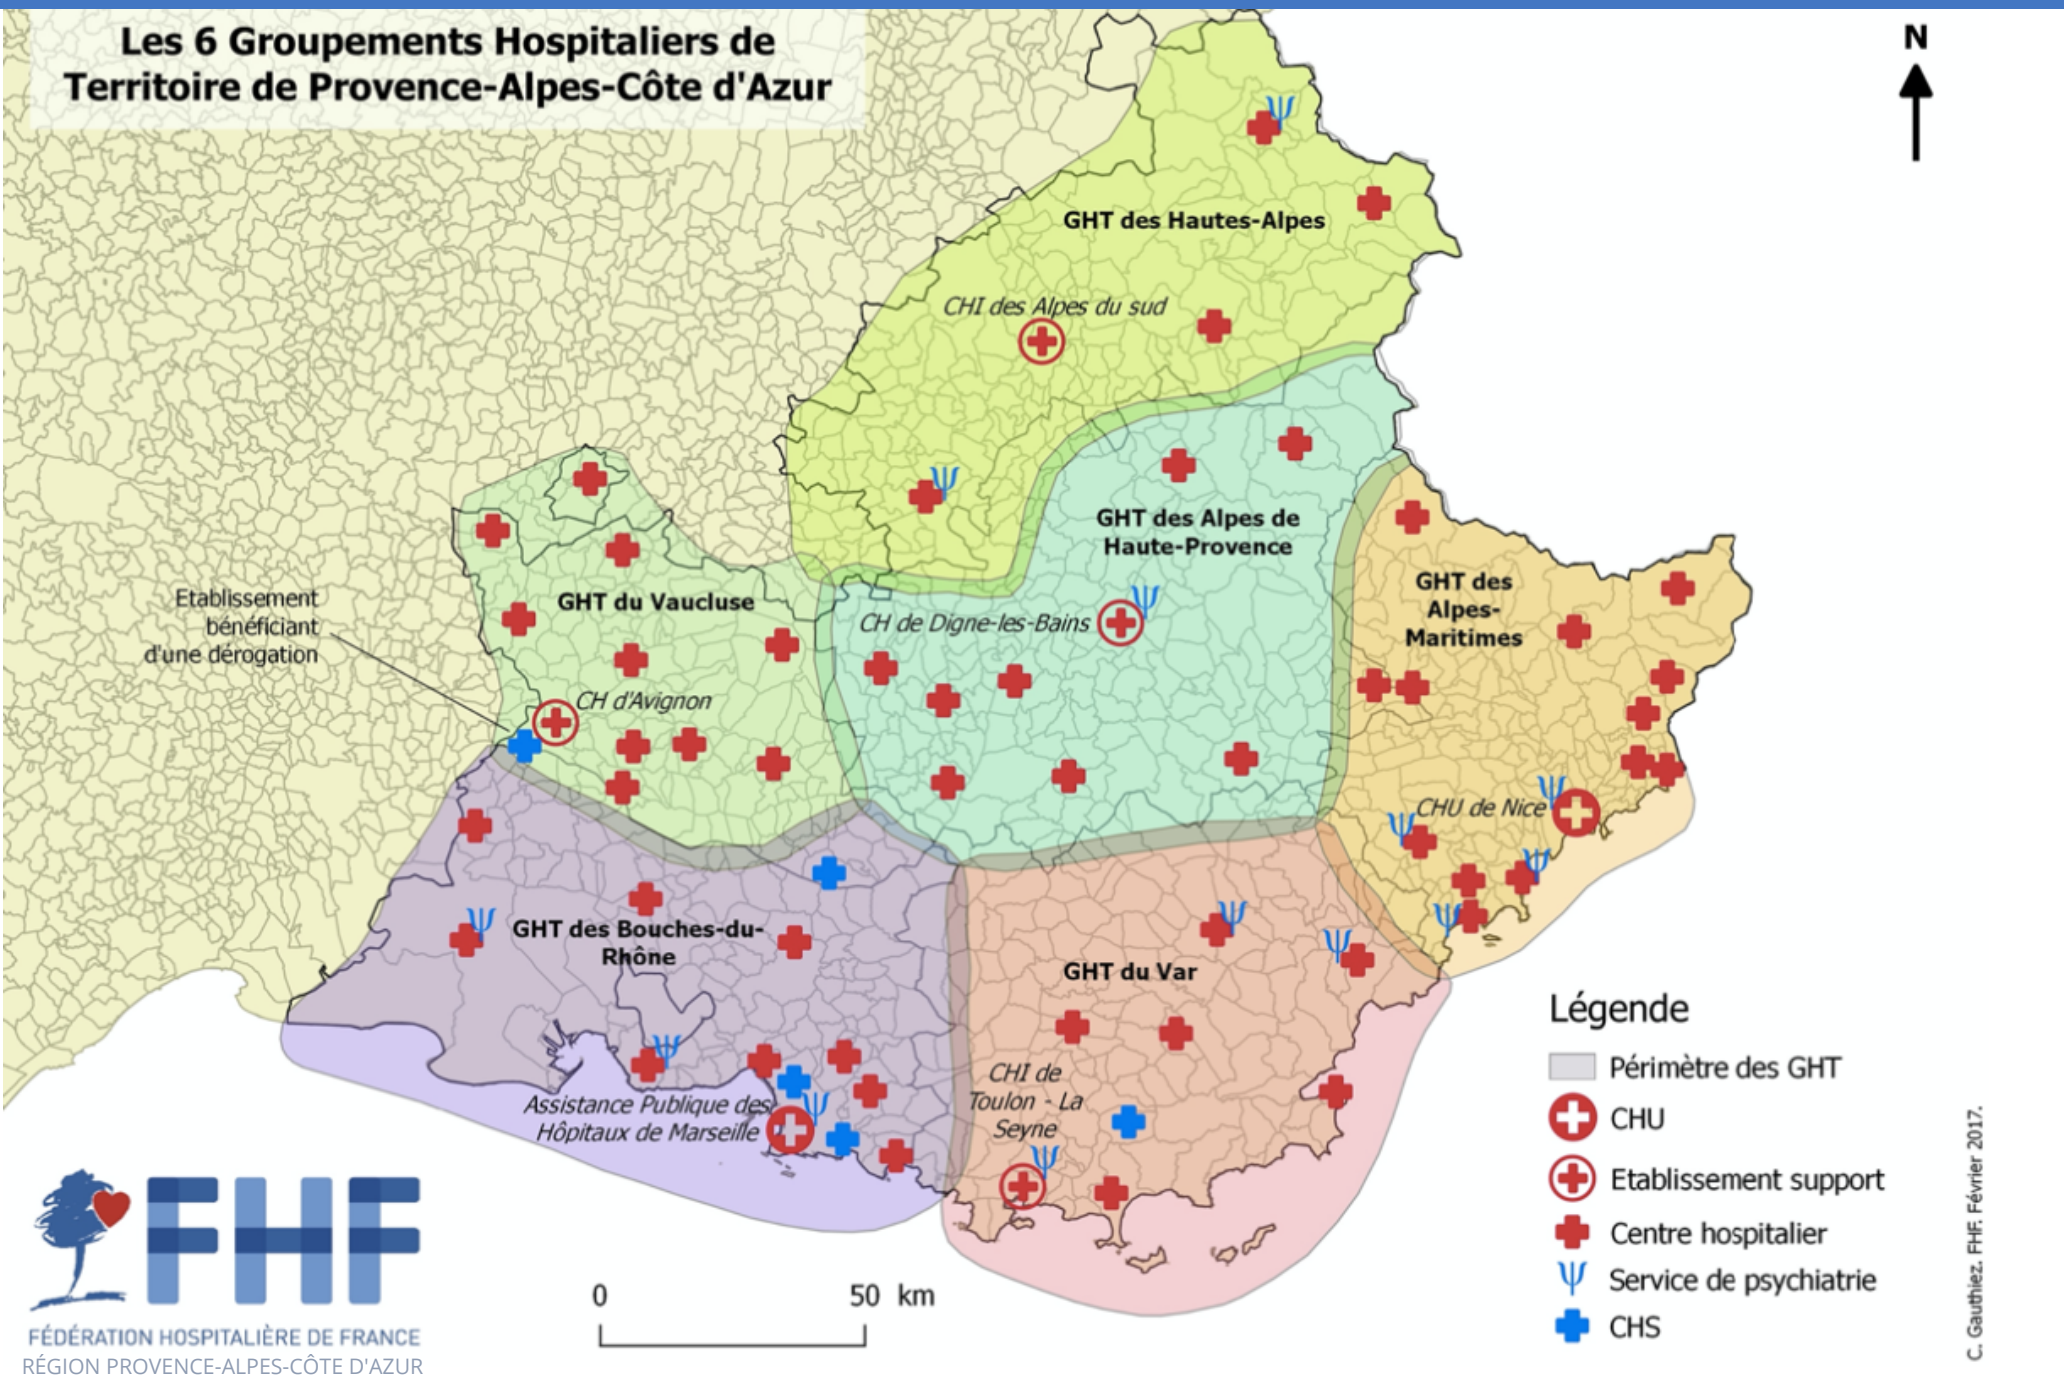 Les 6 Groupements Hospitaliers de
Territoire de Provence-Alpes-Côte d'Azur
N
GHT des Hautes-Alpes
CHI des Alpes du sud
GHT des Alpes de
Haute-Provence
GHT des
Alpes-
Maritimes
Etablissement
bénéficiant
d'une dérogation
GHT du Vaucluse
CH de Digne-les-Bains
CH d'Avignon
CHU de Nice
GHT des Bouches-du-
Rhône
GHT du Var
CHI de
Toulon - La
Seyne
Assistance Publique des
Hôpitaux de Marseille
Légende
Périmètre des GHT
CHU
Etablissement support
Centre hospitalier
Service de psychiatrie
CHS
C. Gauthiez. FHF. Février 2017.
0 50 km
FHF
FÉDÉRATION HOSPITALIÈRE DE FRANCE
RÉGION PROVENCE-ALPES-CÔTE D'AZUR